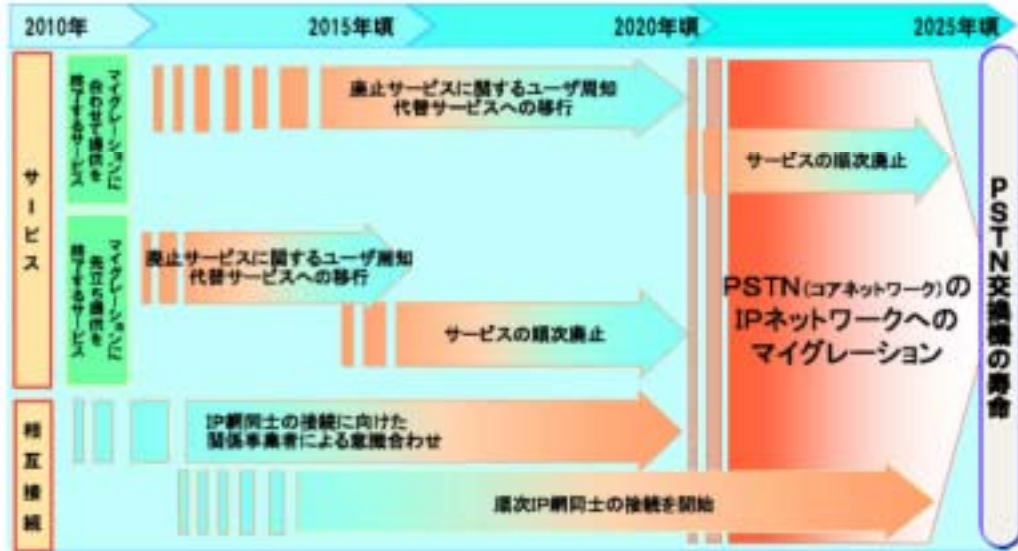 2010年
2015年頃
2020年頃
2025年頃
サービス
マイグレーションに
合わせて提供を
終了するサービス
廃止サービスに関するユーザ周知
代替サービスへの移行
サービスの順次廃止
マイグレーションに
先立ち提供を
終了するサービス
廃止サービスに関するユーザ周知
代替サービスへの移行
サービスの順次廃止
PSTN(コアネットワーク)の
IPネットワークへの
マイグレーション
PSTN交換機の寿命
相互接続
IP網同士の接続に向けた
関係事業者による意識合わせ
順次IP網同士の接続を開始